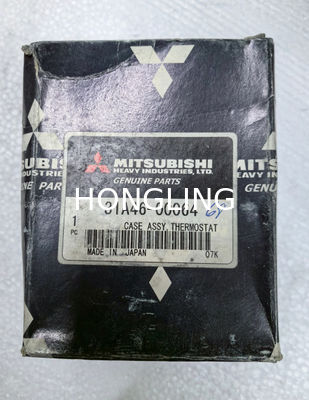 MITSUBISHI
HEAVY INDUSTRIES, LTD.
GENUINE PARTS
HONGLING
1
PC
CASE ASSY, THERMOSTAT
MADE IN JAPAN
07K